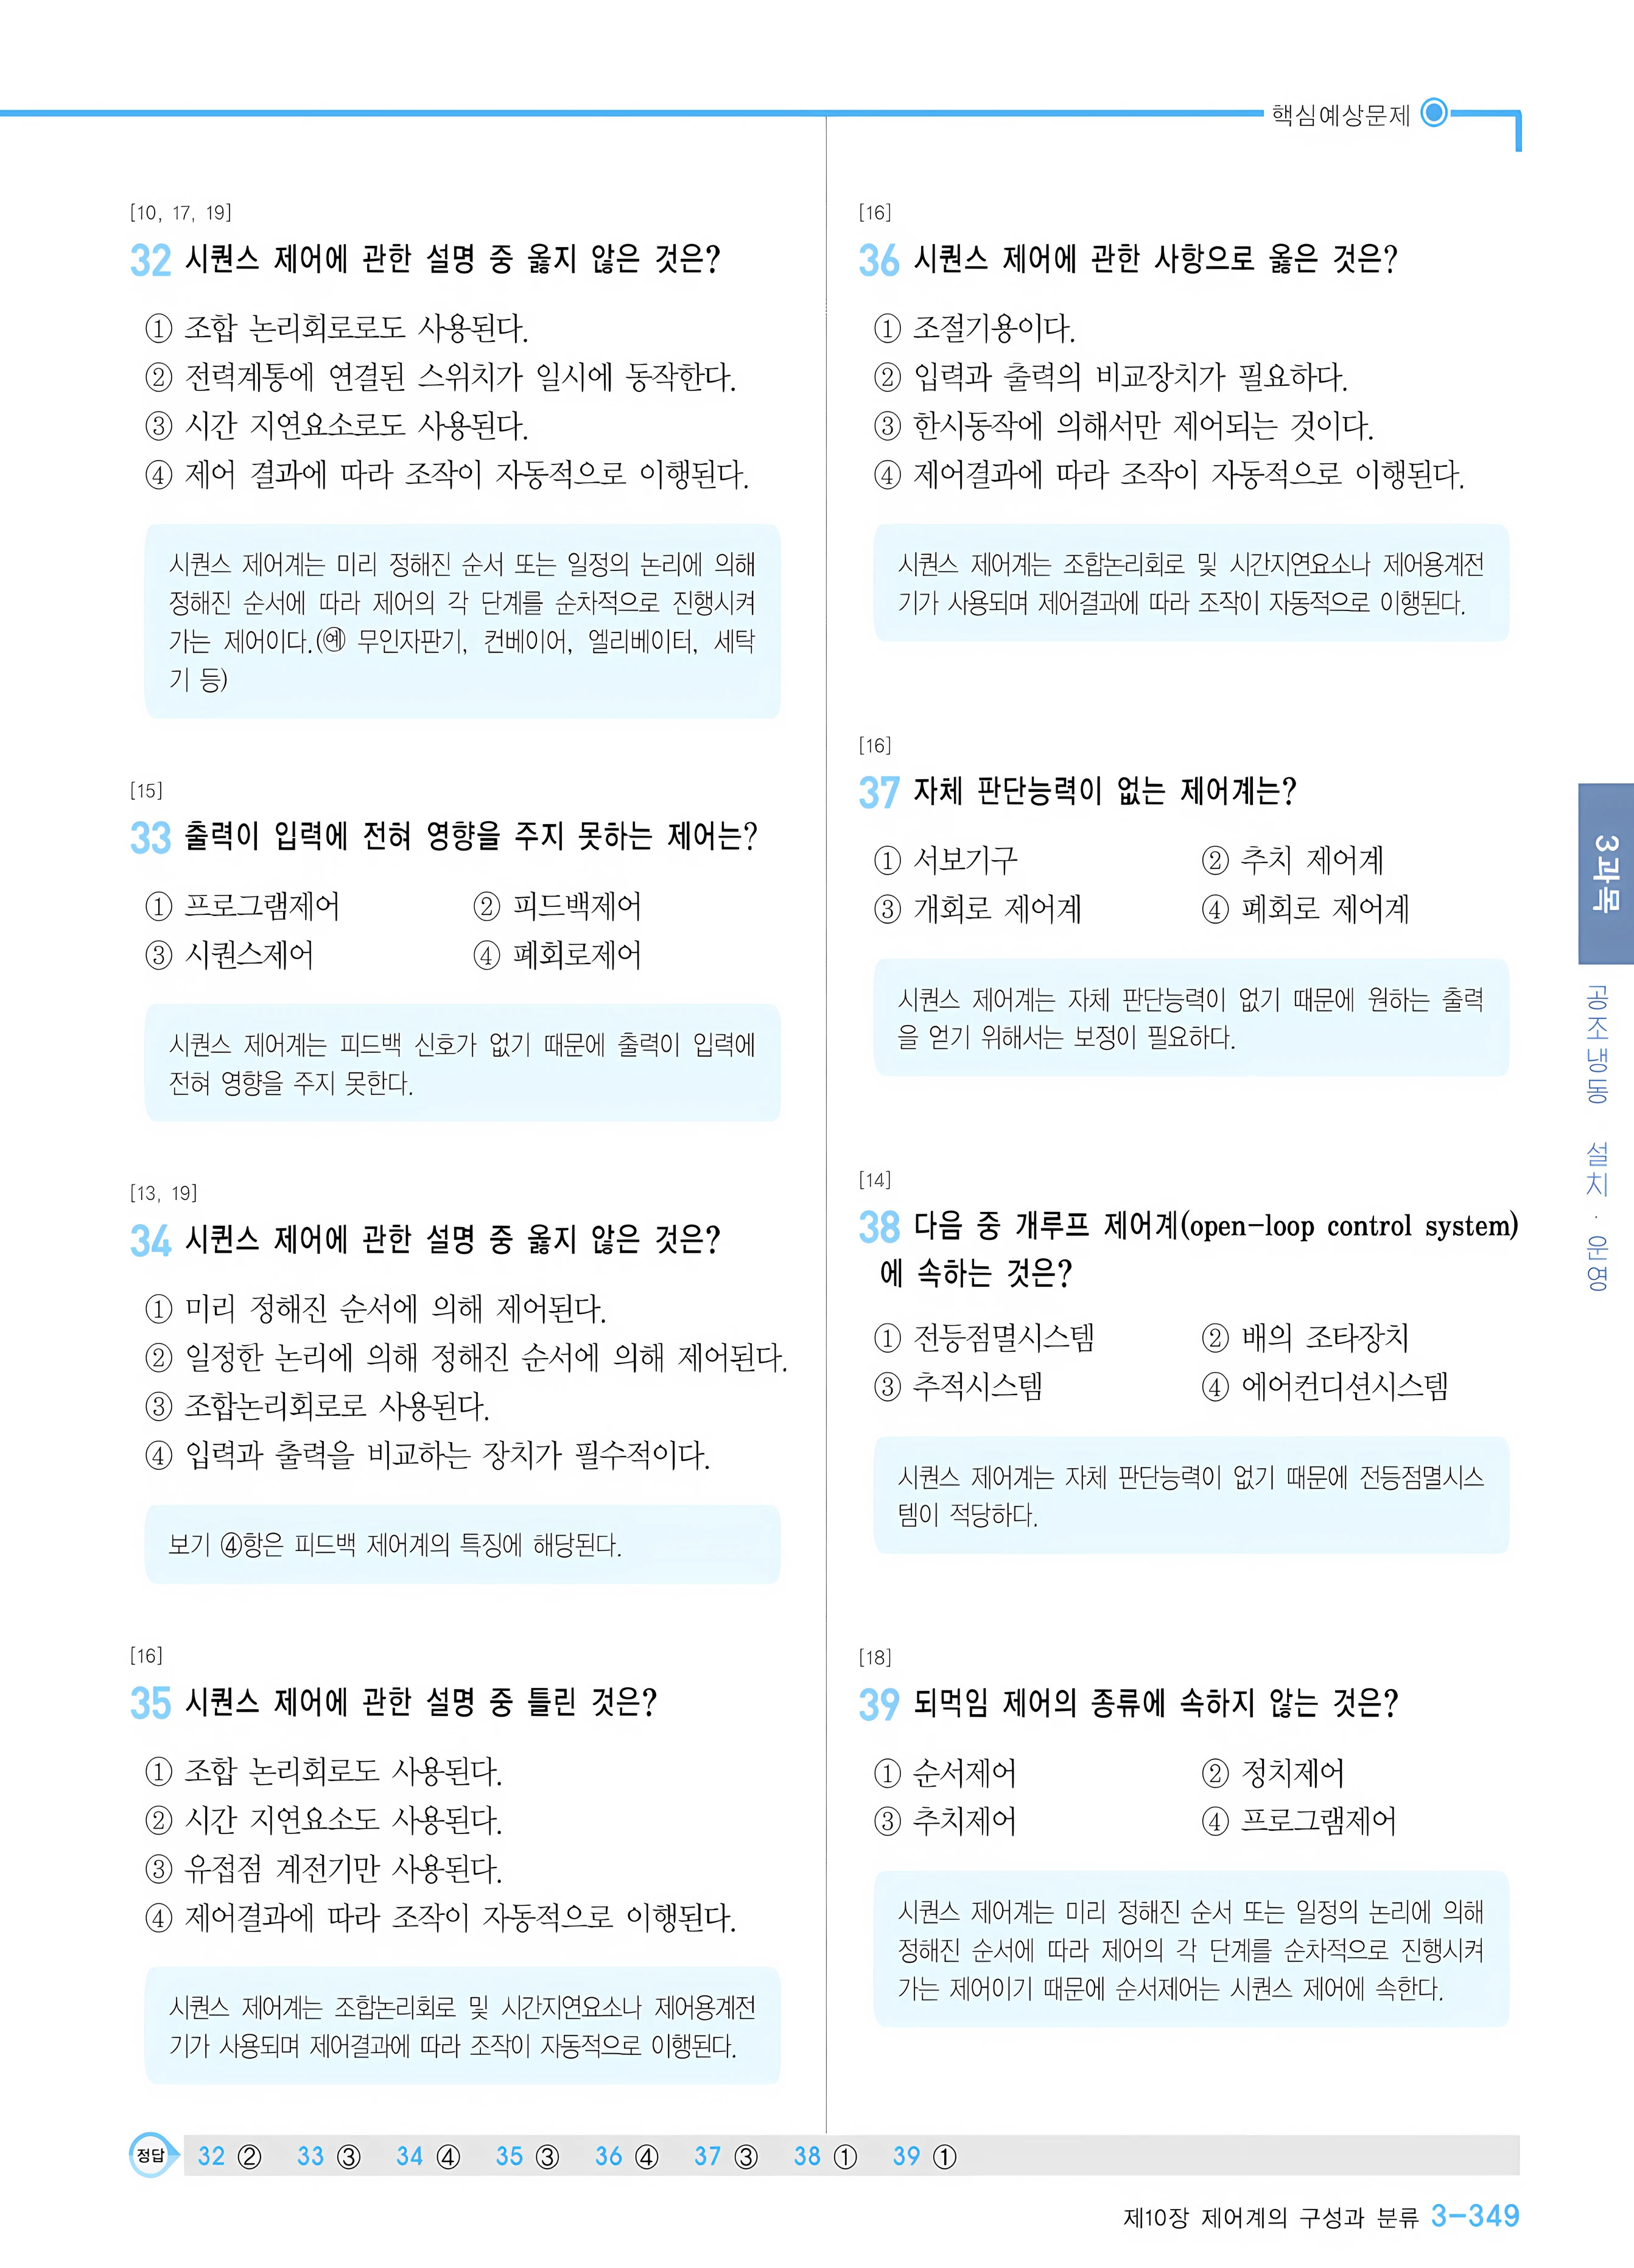 핵심예상문제
[10, 17, 19]
32 시퀀스 제어에 관한 설명 중 옳지 않은 것은?
① 조합 논리회로로도 사용된다.
② 전력계통에 연결된 스위치가 일시에 동작한다.
③ 시간 지연요소로도 사용된다.
④ 제어 결과에 따라 조작이 자동적으로 이행된다.
시퀀스 제어계는 미리 정해진 순서 또는 일정의 논리에 의해
정해진 순서에 따라 제어의 각 단계를 순차적으로 진행시켜
가는 제어이다.(예 무인자판기, 컨베이어, 엘리베이터, 세탁
기 등)
[15]
33 출력이 입력에 전혀 영향을 주지 못하는 제어는?
① 프로그램제어 ② 피드백제어
③ 시퀀스제어 ④ 폐회로제어
시퀀스 제어계는 피드백 신호가 없기 때문에 출력이 입력에
전혀 영향을 주지 못한다.
[13, 19]
34 시퀀스 제어에 관한 설명 중 옳지 않은 것은?
① 미리 정해진 순서에 의해 제어된다.
② 일정한 논리에 의해 정해진 순서에 의해 제어된다.
③ 조합논리회로로 사용된다.
④ 입력과 출력을 비교하는 장치가 필수적이다.
보기 ④항은 피드백 제어계의 특징에 해당된다.
[16]
35 시퀀스 제어에 관한 설명 중 틀린 것은?
① 조합 논리회로도 사용된다.
② 시간 지연요소도 사용된다.
③ 유접점 계전기만 사용된다.
④ 제어결과에 따라 조작이 자동적으로 이행된다.
시퀀스 제어계는 조합논리회로 및 시간지연요소나 제어용계전
기가 사용되며 제어결과에 따라 조작이 자동적으로 이행된다.
[16]
36 시퀀스 제어에 관한 사항으로 옳은 것은?
① 조절기용이다.
② 입력과 출력의 비교장치가 필요하다.
③ 한시동작에 의해서만 제어되는 것이다.
④ 제어결과에 따라 조작이 자동적으로 이행된다.
시퀀스 제어계는 조합논리회로 및 시간지연요소나 제어용계전
기가 사용되며 제어결과에 따라 조작이 자동적으로 이행된다.
[16]
37 자체 판단능력이 없는 제어계는?
① 서보기구 ② 추치 제어계
③ 개회로 제어계 ④ 폐회로 제어계
시퀀스 제어계는 자체 판단능력이 없기 때문에 원하는 출력
을 얻기 위해서는 보정이 필요하다.
[14]
38 다음 중 개루프 제어계(open-loop control system)
에 속하는 것은?
① 전등점멸시스템 ② 배의 조타장치
③ 추적시스템 ④ 에어컨디션시스템
시퀀스 제어계는 자체 판단능력이 없기 때문에 전등점멸시스
템이 적당하다.
[18]
39 되먹임 제어의 종류에 속하지 않는 것은?
① 순서제어 ② 정치제어
③ 추치제어 ④ 프로그램제어
시퀀스 제어계는 미리 정해진 순서 또는 일정의 논리에 의해
정해진 순서에 따라 제어의 각 단계를 순차적으로 진행시켜
가는 제어이기 때문에 순서제어는 시퀀스 제어에 속한다.
3과목
공조냉동 설치·운영
정답 32 ② 33 ③ 34 ④ 35 ③ 36 ④ 37 ③ 38 ① 39 ①
제10장 제어계의 구성과 분류 3-349